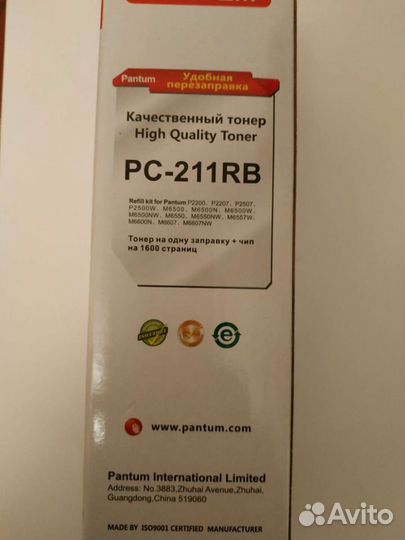 Pantum
Удобная
перезаправка
Качественный тонер
High Quality Toner
PC-211RB
Refill kit for Pantum P2200, P2207, P2507,
P2500W, M6500, M6500N, M6500W,
M6500NW, M6550, M6550NW, M6557W,
M6600N, M6607, M6607NW
Тонер на одну заправку + чип
на 1600 страниц
www.pantum.com
Pantum International Limited
Address: No.3883,Zhuhai Avenue,Zhuhai,
Guangdong,China 519060
MADE BY ISO9001 CERTIFIED MANUFACTURER
Avito